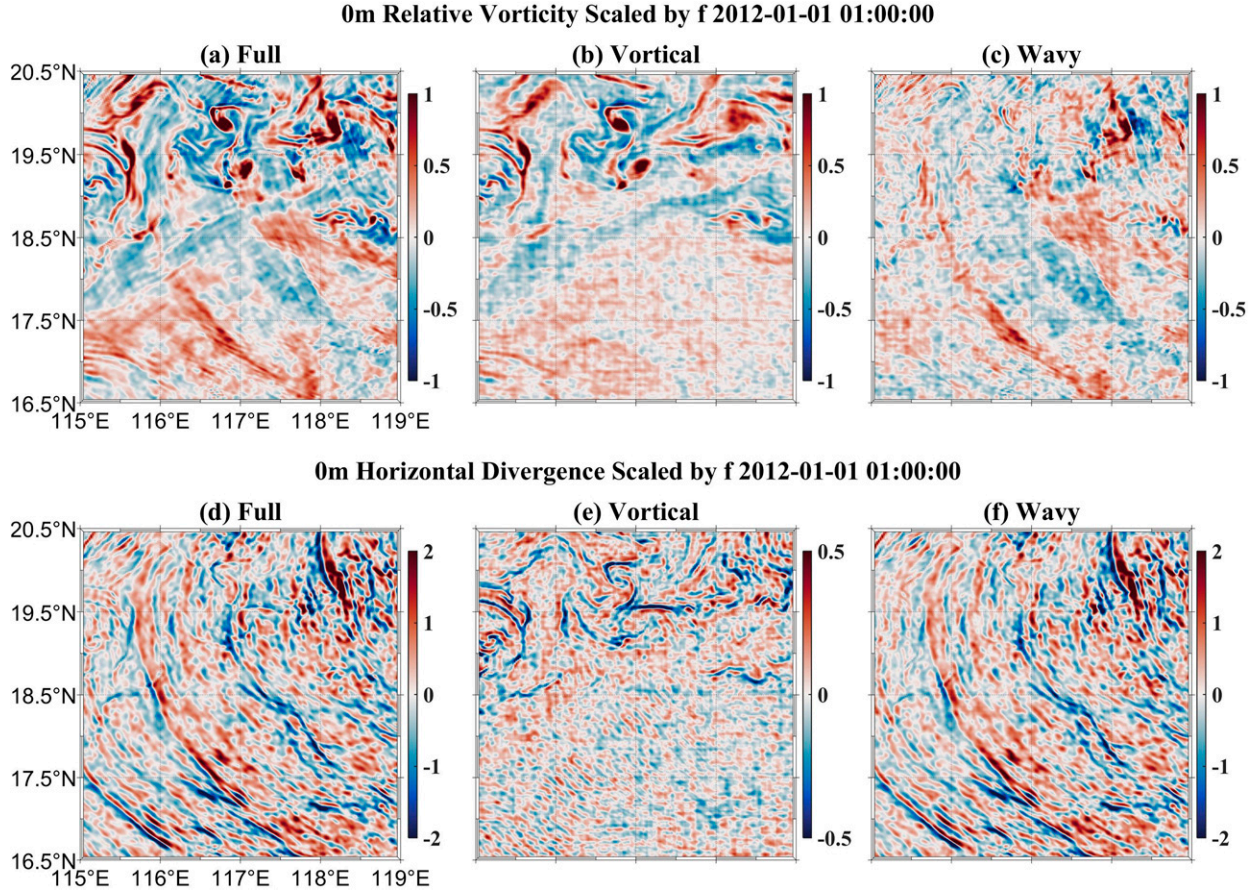 0m Relative Vorticity Scaled by f 2012-01-01 01:00:00
(a) Full
(b) Vortical
(c) Wavy
20.5°N
19.5°N
18.5°N
17.5°N
16.5°N
115°E 116°E 117°E 118°E 119°E
1
0.5
0
-0.5
-1
1
0.5
0
-0.5
-1
1
0.5
0
-0.5
-1
0m Horizontal Divergence Scaled by f 2012-01-01 01:00:00
(d) Full
(e) Vortical
(f) Wavy
20.5°N
19.5°N
18.5°N
17.5°N
16.5°N
115°E 116°E 117°E 118°E 119°E
2
1
0
-1
-2
0.5
0
-0.5
2
1
0
-1
-2